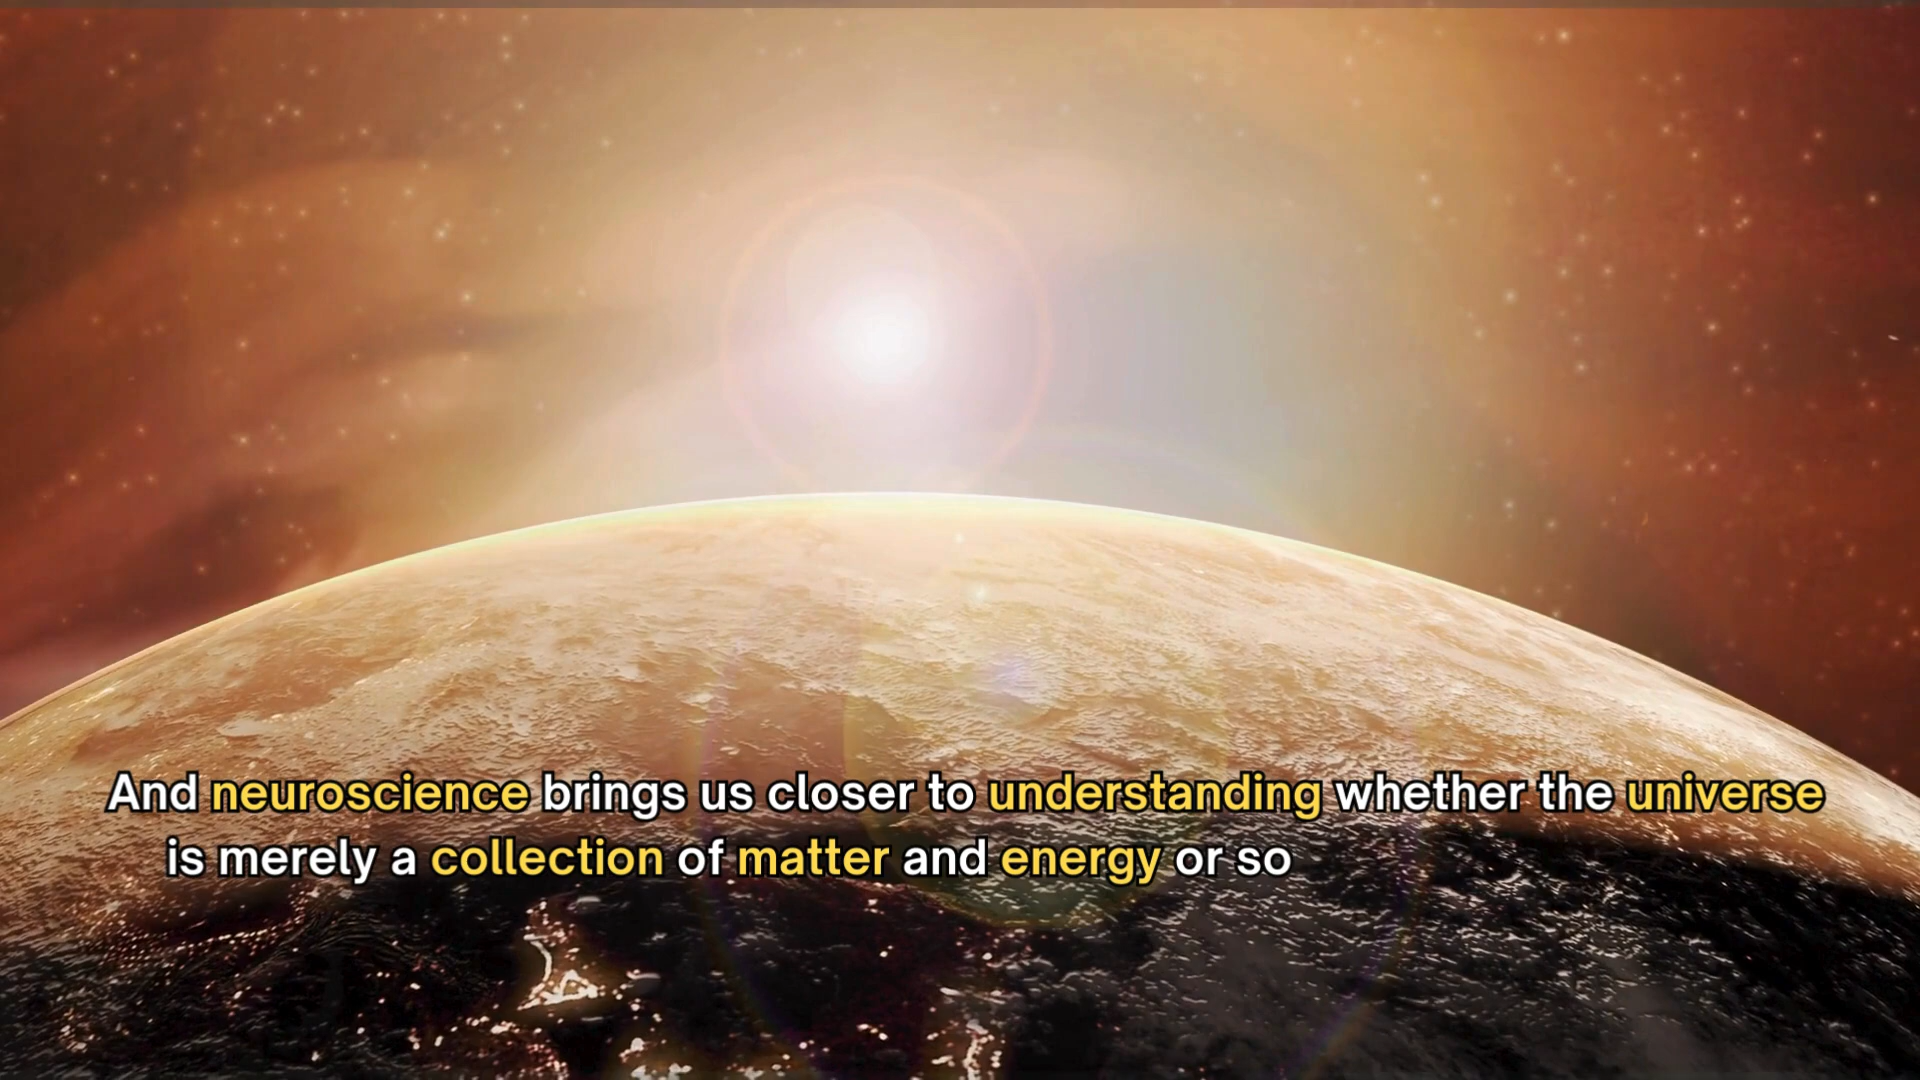 And neuroscience brings us closer to understanding whether the universe
is merely a collection of matter and energy or so